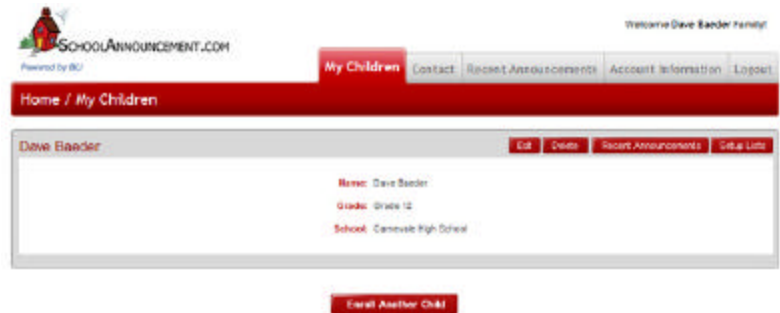 Welcome Dave Baeder Family!
SCHOOLANNOUNCEMENT.COM
Powered by
My Children Contact Recent Announcements Account Information Logout
Home / My Children
Dave Baeder
Edit Delete Recent Announcements Setup Lists
Name: Dave Baeder
Grade: Grade 12
School: Carnevale High School
Enroll Another Child